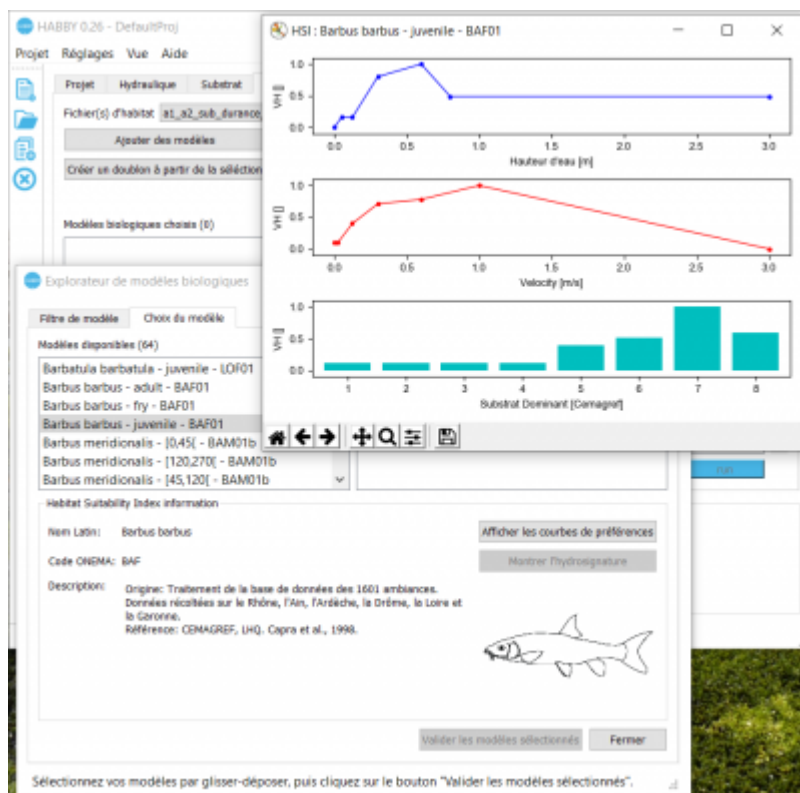 HABBY 0.26 - DefaultProj
Projet Réglages Vue Aide
Projet Hydraulique Substrat
Fichier(s) d'habitat a1_a2_sub_durance_
Ajouter des modèles
Créer un doublon à partir de la séléction
Modèles biologiques choisis (0)
HSI : Barbus barbus - juvenile - BAF01
1.0
0.5
0.0
VH []
0.0 0.5 1.0 1.5 2.0 2.5 3.0
Hauteur d'eau [m]
1.0
0.5
0.0
VH []
0.0 0.5 1.0 1.5 2.0 2.5 3.0
Velocity [m/s]
1.0
0.5
0.0
VH []
1 2 3 4 5 6 7 8
Substrat Dominant [Cemagref]
Explorateur de modèles biologiques
Filtre de modèle Choix du modèle
Modèles disponibles (64)
Barbatula barbatula - juvenile - LOF01
Barbus barbus - adult - BAF01
Barbus barbus - fry - BAF01
Barbus barbus - juvenile - BAF01
Barbus meridionalis - [0,45[ - BAM01b
Barbus meridionalis - [120,270[ - BAM01b
Barbus meridionalis - [45,120[ - BAM01b
run
Habitat Suitability Index information
Nom Latin: Barbus barbus
Afficher les courbes de préférences
Code ONEMA: BAF
Montrer l'hydrosignature
Description: Origine: Traitement de la base de données des 1601 ambiances.
Données récoltées sur le Rhône, l'Ain, l'Ardèche, la Drôme, la Loire et
la Garonne.
Référence: CEMAGREF, LHQ. Capra et al., 1998.
Valider les modèles sélectionnés Fermer
Sélectionnez vos modèles par glisser-déposer, puis cliquez sur le bouton "Valider les modèles sélectionnés".